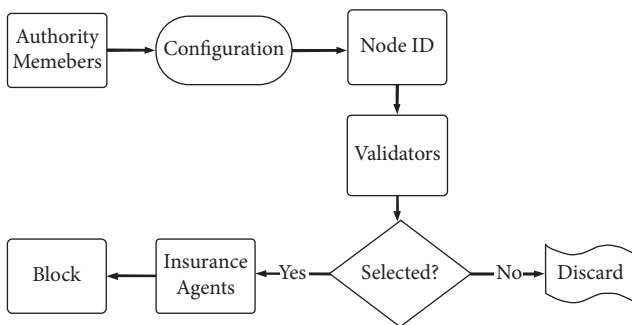 Authority
Memebers
Configuration
Node ID
Validators
Selected?
Yes
No
Insurance
Agents
Block
Discard